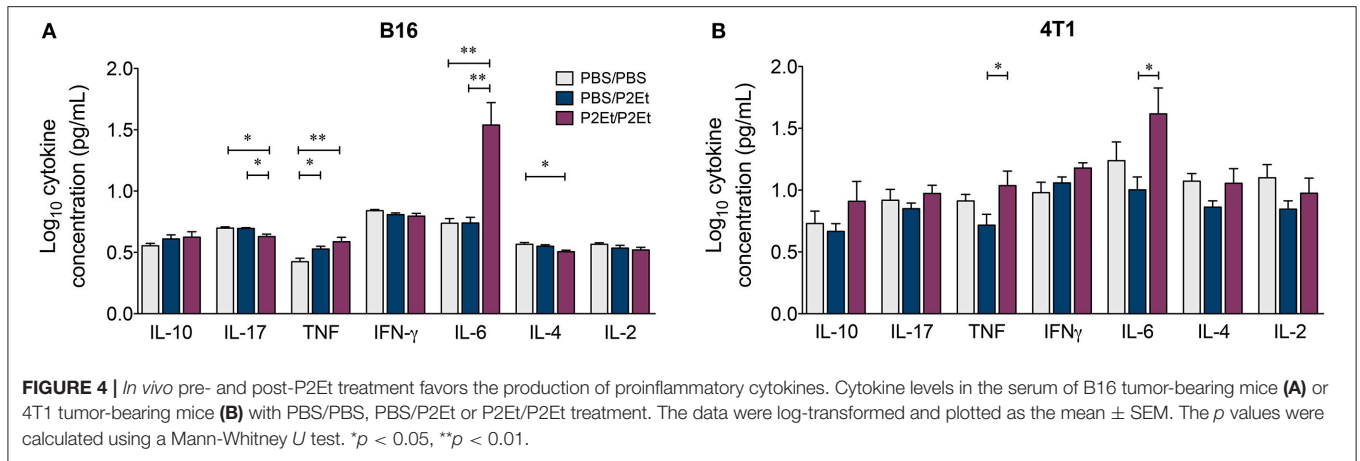 A
B16
2.0
1.5
1.0
0.5
0.0
Log10 cytokine
concentration (pg/mL)
** 
**
* 
*
**
*
*
PBS/PBS
PBS/P2Et
P2Et/P2Et
IL-10 IL-17 TNF IFN-γ IL-6 IL-4 IL-2
B
4T1
2.0
1.5
1.0
0.5
0.0
Log10 cytokine
concentration (pg/mL)
* *
IL-10 IL-17 TNF IFNγ IL-6 IL-4 IL-2
FIGURE 4 | In vivo pre- and post-P2Et treatment favors the production of proinflammatory cytokines. Cytokine levels in the serum of B16 tumor-bearing mice (A) or
4T1 tumor-bearing mice (B) with PBS/PBS, PBS/P2Et or P2Et/P2Et treatment. The data were log-transformed and plotted as the mean ± SEM. The p values were
calculated using a Mann-Whitney U test. *p < 0.05, **p < 0.01.